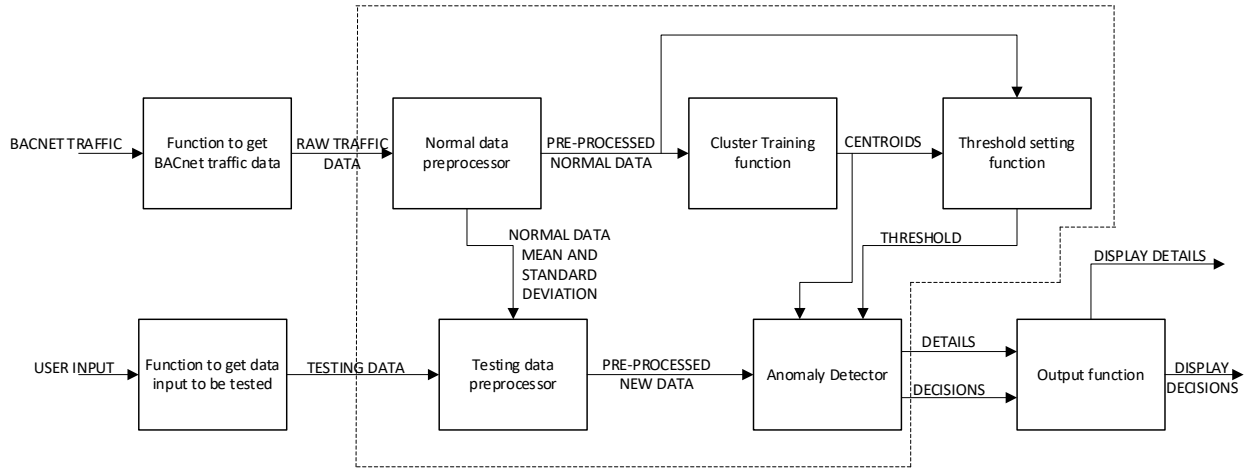 BACNET TRAFFIC
Function to get
BACnet traffic data
RAW TRAFFIC
DATA
Normal data
preprocessor
PRE-PROCESSED
NORMAL DATA
Cluster Training
function
CENTROIDS
Threshold setting
function
NORMAL DATA
MEAN AND
STANDARD
DEVIATION
THRESHOLD
DISPLAY DETAILS
USER INPUT
Function to get data
input to be tested
TESTING DATA
Testing data
preprocessor
PRE-PROCESSED
NEW DATA
Anomaly Detector
DETAILS
DECISIONS
Output function
DISPLAY
DECISIONS